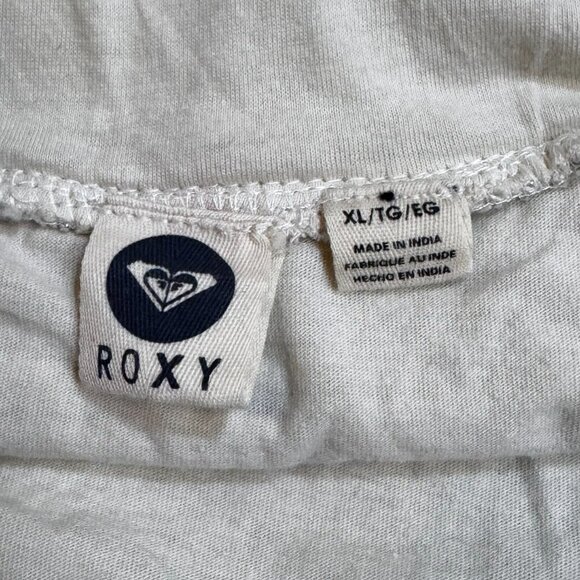 ROXY
XL/TG/EG
MADE IN INDIA
FABRIQUE AU INDE
HECHO EN INDIA